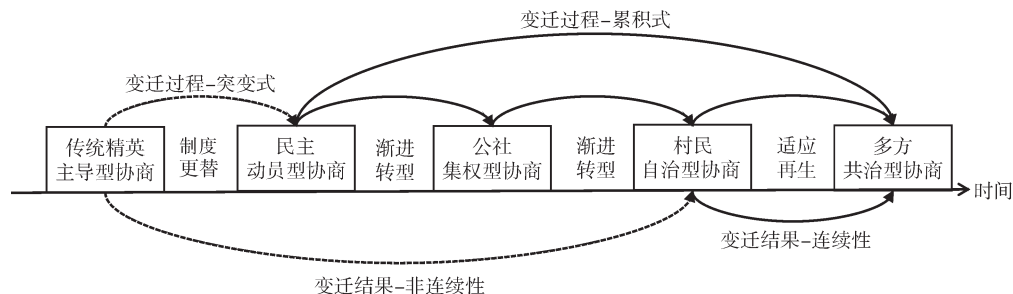 变迁过程-累积式
变迁过程-突变式
传统精英
主导型协商
制度
更替
民主
动员型协商
渐进
转型
公社
集权型协商
渐进
转型
村民
自治型协商
适应
再生
多方
共治型协商
时间
变迁结果-连续性
变迁结果-非连续性